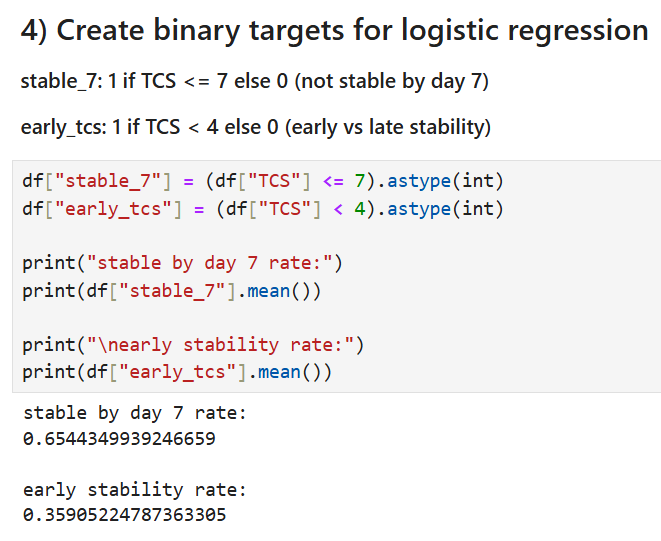 4) Create binary targets for logistic regression
stable_7: 1 if TCS <= 7 else 0 (not stable by day 7)
early_tcs: 1 if TCS < 4 else 0 (early vs late stability)
df["stable_7"] = (df["TCS"] <= 7).astype(int)
df["early_tcs"] = (df["TCS"] < 4).astype(int)
print("stable by day 7 rate:")
print(df["stable_7"].mean())
print("\nearly stability rate:")
print(df["early_tcs"].mean())
stable by day 7 rate:
0.6544349939246659
early stability rate:
0.35905224787363305